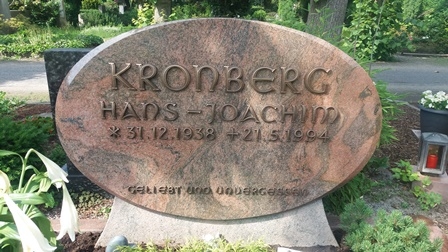 KRONBERG
HANS-JOACHIM
* 31.12.1938 + 21.5.1994
GELIEBT UND UNVERGESSEN